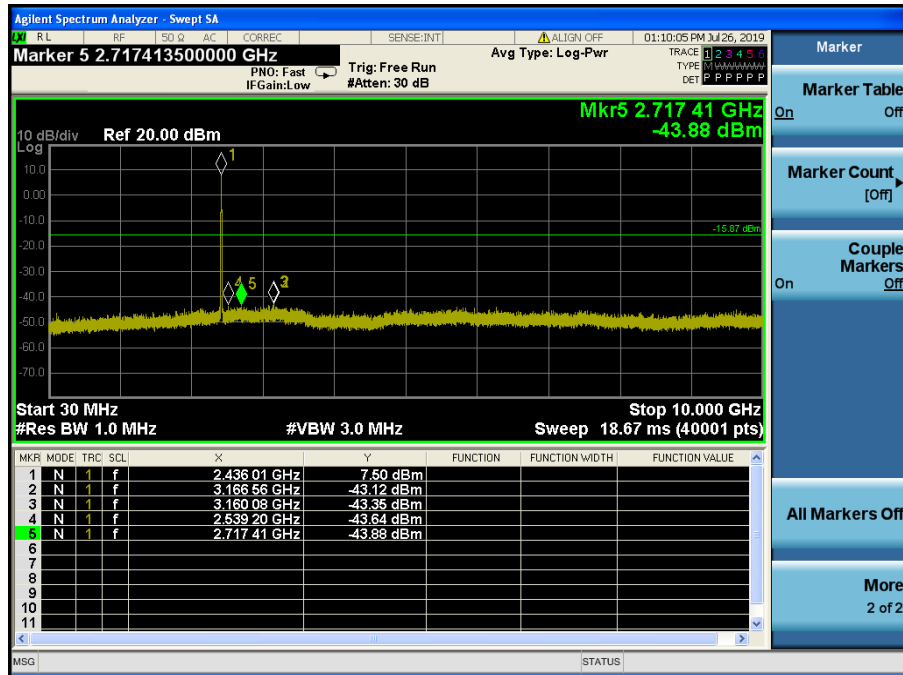 Agilent Spectrum Analyzer - Swept SA
LXI RL RF 50 Ω AC CORREC SENSE:INT ALIGN OFF 01:10:05 PM Jul 26, 2019
Marker 5 2.717413500000 GHz
PNO: Fast
IFGain:Low
Trig: Free Run
#Atten: 30 dB
Avg Type: Log-Pwr
TRACE 1 2 3 4 5 6
TYPE M WWWWW
DET P P P P P P
Mkr5 2.717 41 GHz
-43.88 dBm
10 dB/div Ref 20.00 dBm
Log
10.0
0.00
-10.0
-20.0
-30.0
-40.0
-50.0
-60.0
-70.0
1
-15.87 dBm
4 5
Start 30 MHz Stop 10.000 GHz
#Res BW 1.0 MHz #VBW 3.0 MHz Sweep 18.67 ms (40001 pts)
MKR MODE TRC SCL X Y FUNCTION FUNCTION WIDTH FUNCTION VALUE
1 N 1 f 2.436 01 GHz 7.50 dBm
2 N 1 f 3.166 56 GHz -43.12 dBm
3 N 1 f 3.160 08 GHz -43.35 dBm
4 N 1 f 2.539 20 GHz -43.64 dBm
5 N 1 f 2.717 41 GHz -43.88 dBm
6
7
8
9
10
11
MSG STATUS
Marker
Marker Table
On Off
Marker Count
[Off]
Couple
Markers
On Off
All Markers Off
More
2 of 2